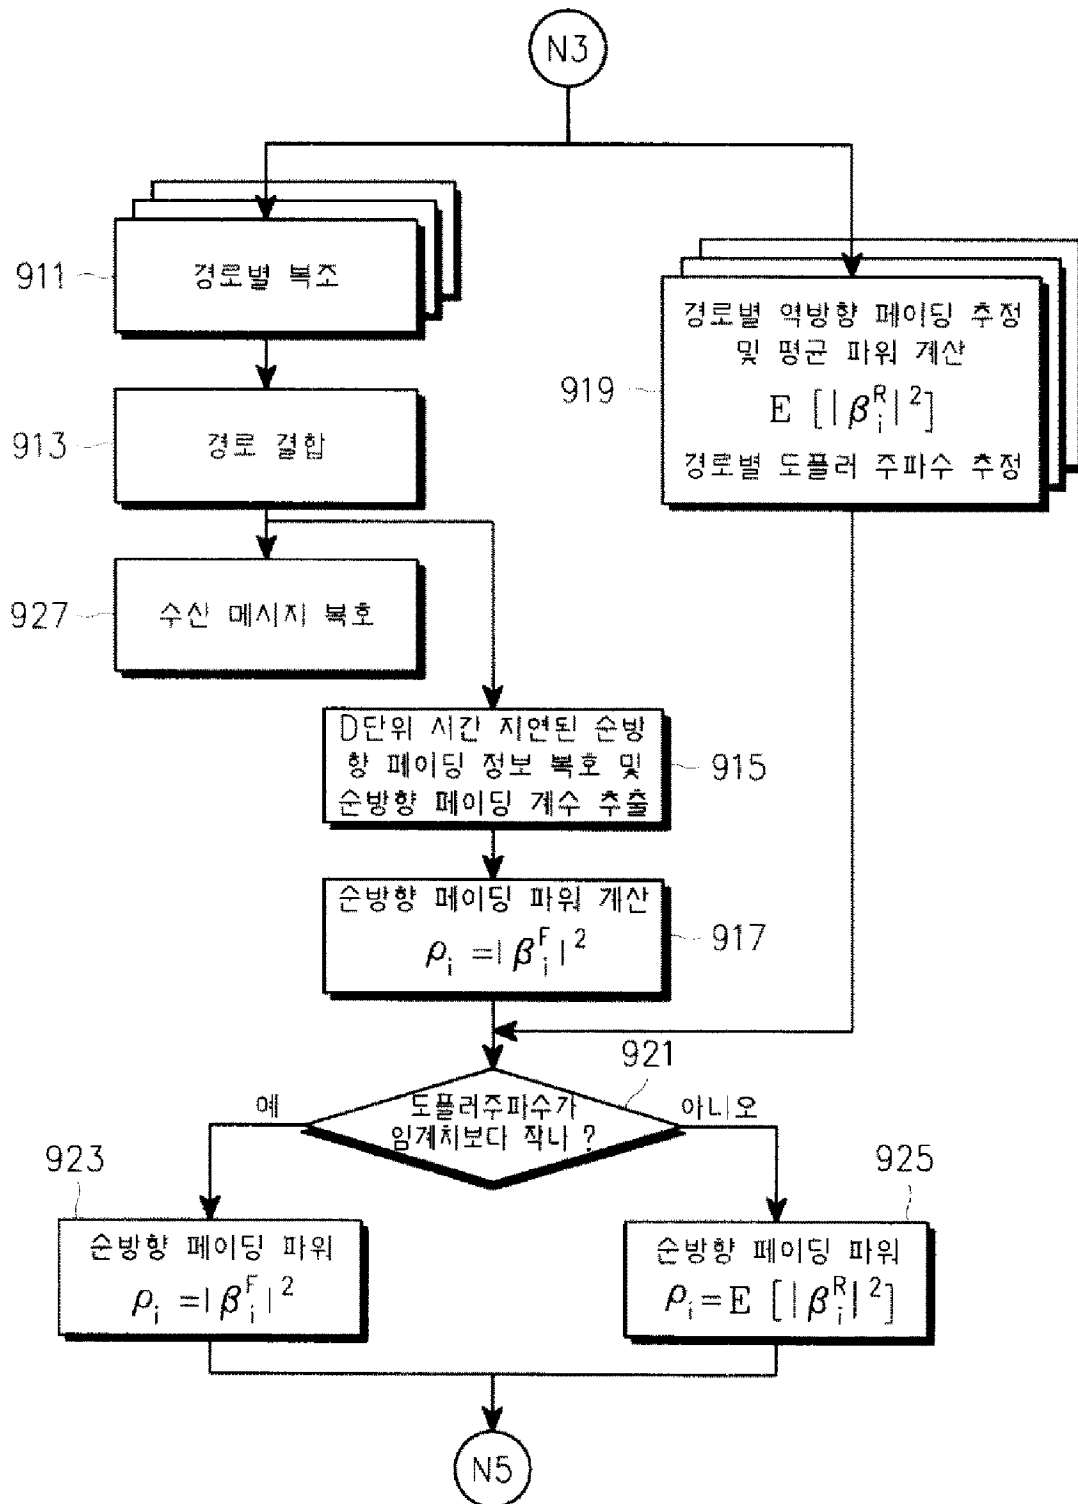 N3
911
경로별 복조
913
경로 결합
927
수신 메시지 복호
919
경로별 역방향 페이딩 추정
및 평균 파워 계산
E [|β_i^R|^2]
경로별 도플러 주파수 추정
D단위 시간 지연된 순방
향 페이딩 정보 복호 및
순방향 페이딩 계수 추출
915
순방향 페이딩 파워 계산
ρ_i =|β_i^F|^2
917
921
도플러주파수가
임계치보다 작나 ?
예
아니오
923
순방향 페이딩 파워
ρ_i =|β_i^F|^2
925
순방향 페이딩 파워
ρ_i = E [|β_i^R|^2]
N5